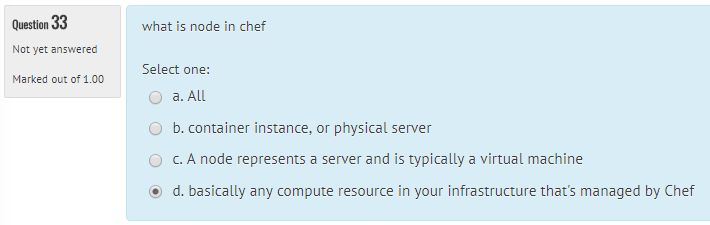 Question 33
Not yet answered
Marked out of 1.00
what is node in chef
Select one:
a. All
b. container instance, or physical server
c. A node represents a server and is typically a virtual machine
d. basically any compute resource in your infrastructure that's managed by Chef